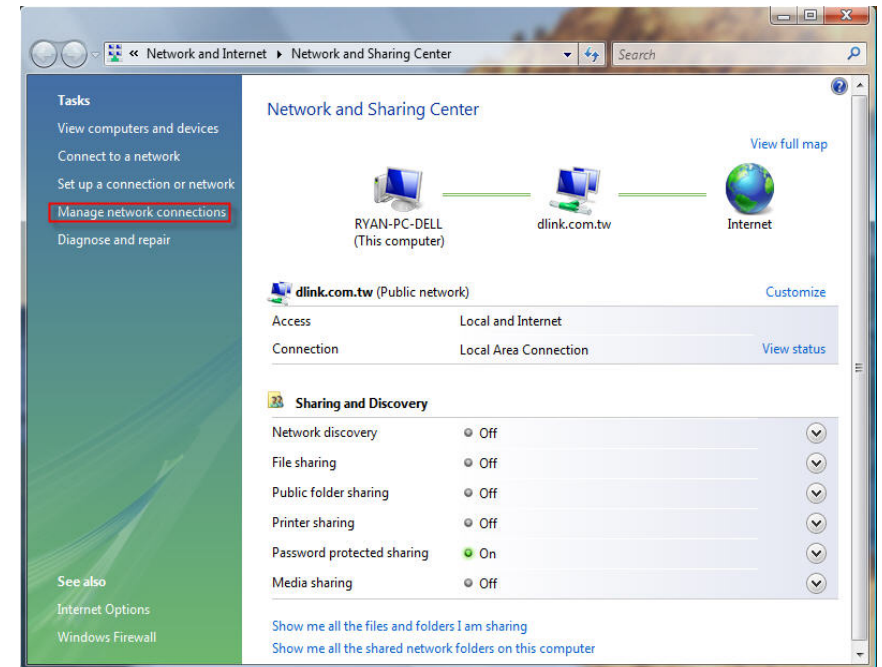 « Network and Internet ▸ Network and Sharing Center
Search
Tasks
View computers and devices
Connect to a network
Set up a connection or network
Manage network connections
Diagnose and repair
See also
Internet Options
Windows Firewall
Network and Sharing Center
View full map
RYAN-PC-DELL
(This computer)
dlink.com.tw
Internet
dlink.com.tw (Public network)
Customize
Access Local and Internet
Connection Local Area Connection View status
Sharing and Discovery
Network discovery Off
File sharing Off
Public folder sharing Off
Printer sharing Off
Password protected sharing On
Media sharing Off
Show me all the files and folders I am sharing
Show me all the shared network folders on this computer